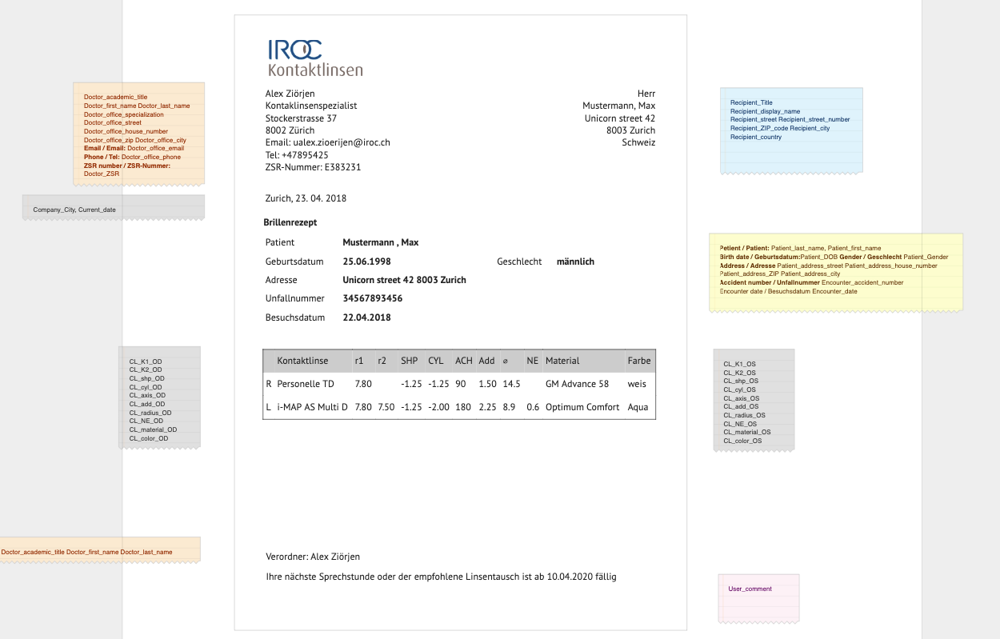 IROC
Kontaktlinsen
Alex Ziörjen
Kontaklinsenspezialist
Stockerstrasse 37
8002 Zürich
Email: ualex.zioerijen@iroc.ch
Tel: +47895425
ZSR-Nummer: E383231
Herr
Mustermann, Max
Unicorn street 42
8003 Zurich
Schweiz
Zurich, 23. 04. 2018
Brillenrezept
Patient Mustermann , Max
Geburtsdatum 25.06.1998 Geschlecht männlich
Adresse Unicorn street 42 8003 Zurich
Unfallnummer 34567893456
Besuchsdatum 22.04.2018
Kontaktlinse r1 r2 SHP CYL ACH Add ⌀ NE Material Farbe
R Personelle TD 7.80 -1.25 -1.25 90 1.50 14.5 GM Advance 58 weis
L i-MAP AS Multi D 7.80 7.50 -1.25 -2.00 180 2.25 8.9 0.6 Optimum Comfort Aqua
Verordner: Alex Ziörjen
Ihre nächste Sprechstunde oder der empfohlene Linsentausch ist ab 10.04.2020 fällig
Doctor_academic_title
Doctor_first_name Doctor_last_name
Doctor_office_specialization
Doctor_office_street
Doctor_office_house_number
Doctor_office_zip Doctor_office_city
Email / Email: Doctor_office_email
Phone / Tel: Doctor_office_phone
ZSR number / ZSR-Nummer:
Doctor_ZSR
Company_City, Current_date
CL_K1_OD
CL_K2_OD
CL_shp_OD
CL_cyl_OD
CL_axis_OD
CL_add_OD
CL_radius_OD
CL_NE_OD
CL_material_OD
CL_color_OD
Doctor_academic_title Doctor_first_name Doctor_last_name
Recipient_Title
Recipient_display_name
Recipient_street Recipient_street_number
Recipient_ZIP_code Recipient_city
Recipient_country
Petient / Patient: Patient_last_name, Patient_first_name
Birth date / Geburtsdatum:Patient_DOB Gender / Geschlecht Patient_Gender
Address / Adresse Patient_address_street Patient_address_house_number
Patient_address_ZIP Patient_address_city
Accident number / Unfallnummer Encounter_accident_number
Encounter date / Besuchsdatum Encounter_date
CL_K1_OS
CL_K2_OS
CL_shp_OS
CL_cyl_OS
CL_axis_OS
CL_add_OS
CL_radius_OS
CL_NE_OS
CL_material_OS
CL_color_OS
User_comment